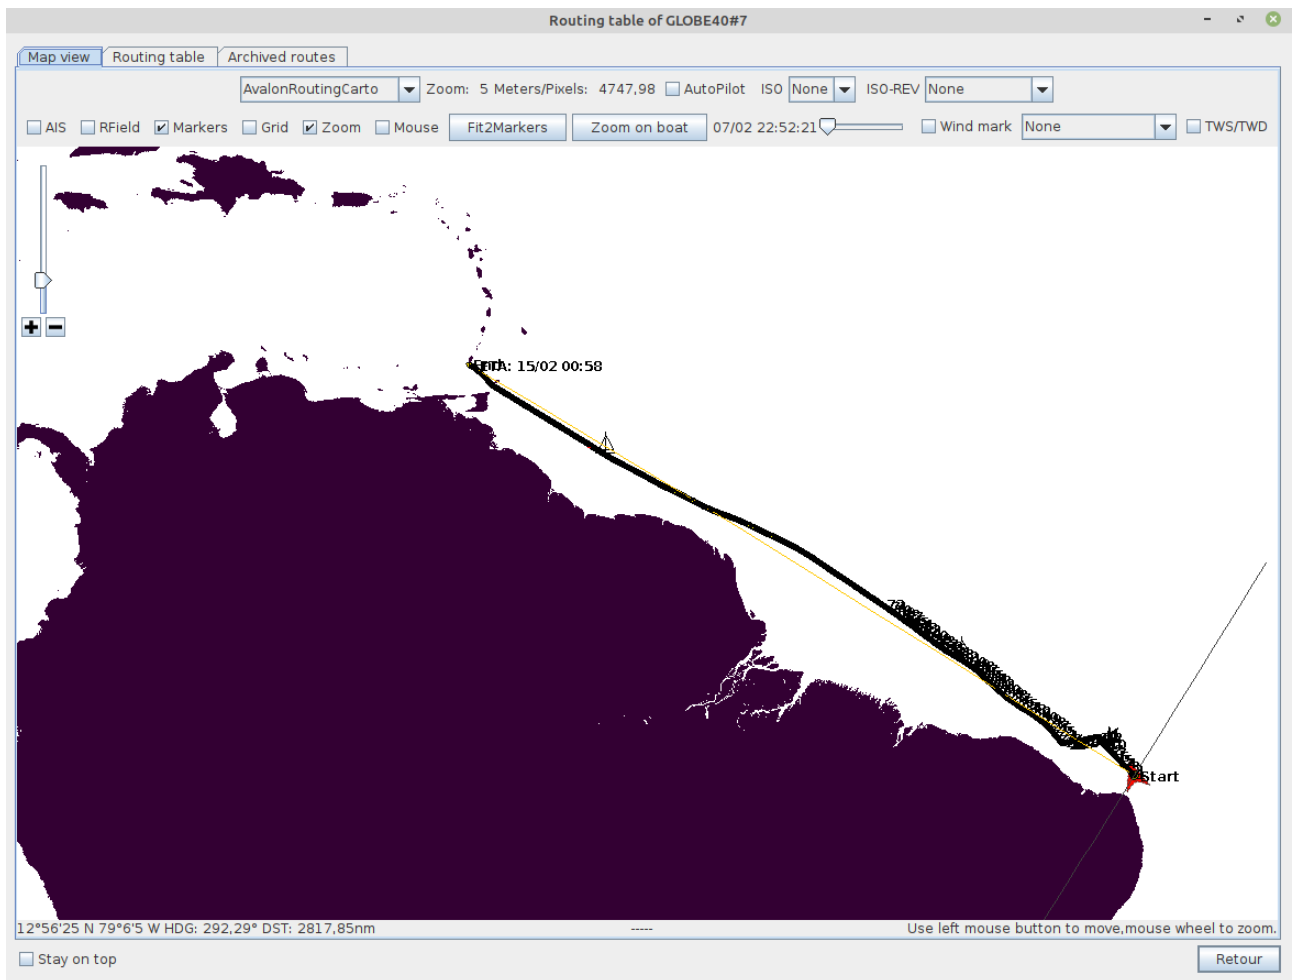 Routing table of GLOBE40#7
Map view Routing table Archived routes
AvalonRoutingCarto Zoom: 5 Meters/Pixels: 4747,98 AutoPilot ISO None ISO-REV None
AIS RField Markers Grid Zoom Mouse Fit2Markers Zoom on boat 07/02 22:52:21 Wind mark None TWS/TWD
ETA: 15/02 00:58
Start
12°56'25 N 79°6'5 W HDG: 292,29° DST: 2817,85nm ----- Use left mouse button to move,mouse wheel to zoom.
Stay on top Retour